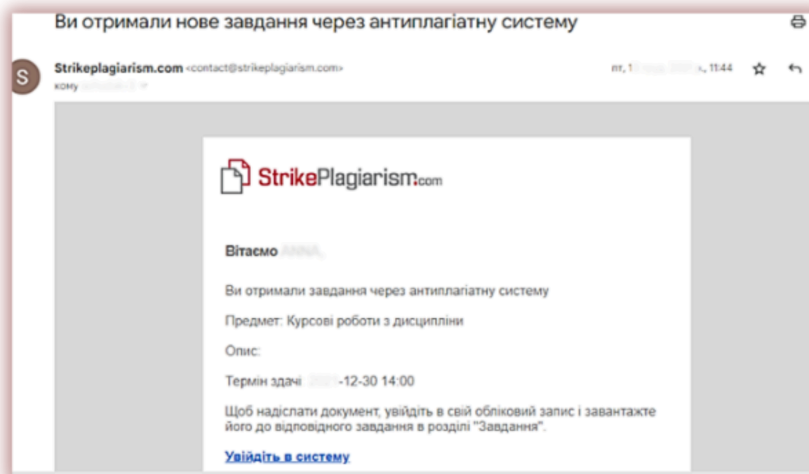 Ви отримали нове завдання через антиплагіатну систему
S
Strikeplagiarism.com <contact@strikeplagiarism.com>
пт, 1 11:44
кому
StrikePlagiarism.com
Вітаємо
Ви отримали завдання через антиплагіатну систему
Предмет: Курсові роботи з дисципліни
Опис:
Термін здачі -12-30 14:00
Щоб надіслати документ, увійдіть в свій обліковий запис і завантажте
його до відповідного завдання в розділі "Завдання".
Увійдіть в систему